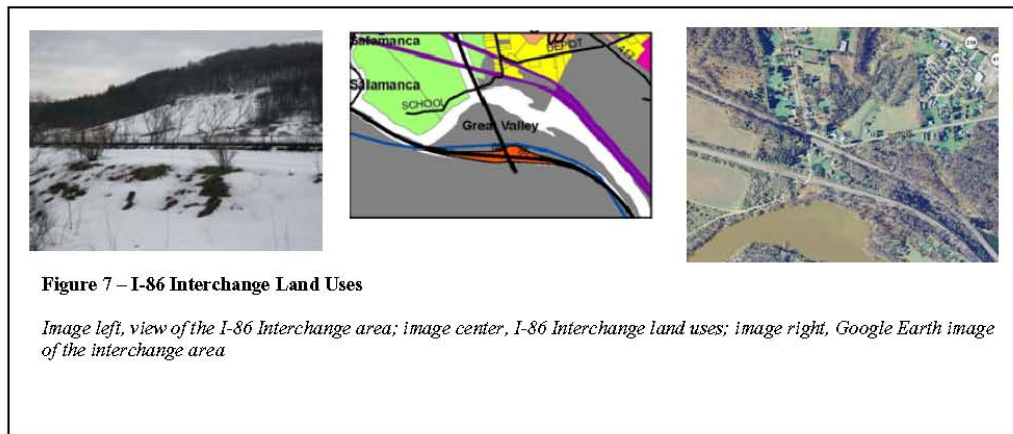 Salamanca
Salamanca
SCHOOL
DEPOT
Great Valley
219
Figure 7 – I-86 Interchange Land Uses
Image left, view of the I-86 Interchange area; image center, I-86 Interchange land uses; image right, Google Earth image
of the interchange area